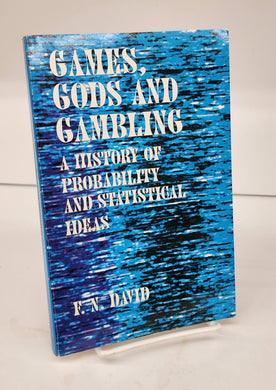 GAMES,
GODS AND
GAMBLING
A HISTORY OF
PROBABILITY
AND STATISTICAL
IDEAS
F. N. DAVID